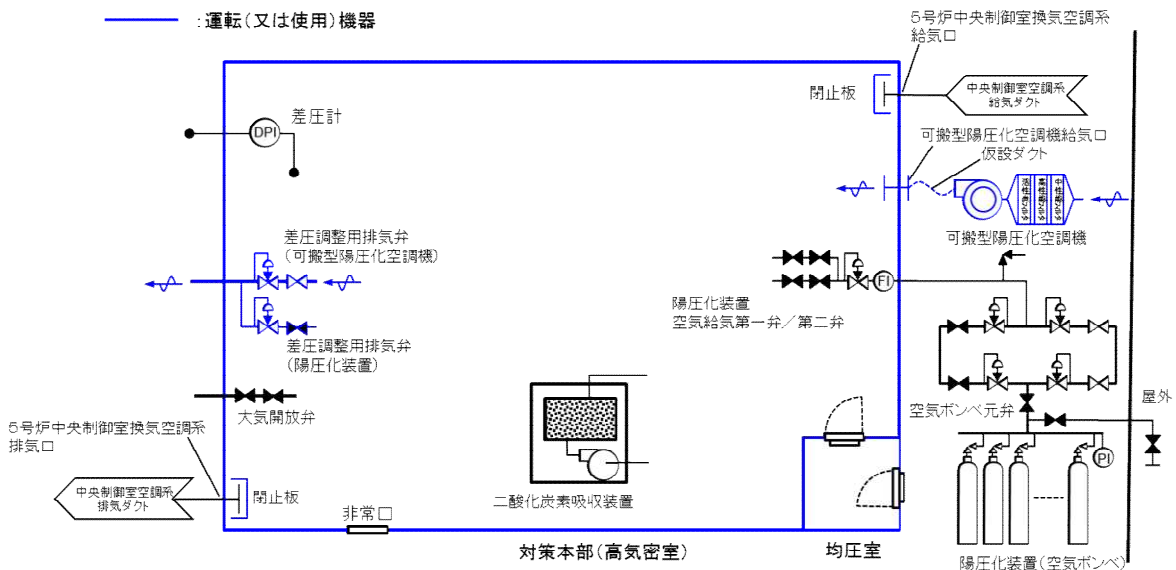 :運転(又は使用)機器
5号炉中央制御室換気空調系
給気口
閉止板
中央制御室空調系
給気ダクト
差圧計
DPI
可搬型陽圧化空調機給気口
仮設ダクト
可搬型陽圧化空調機
差圧調整用排気弁
(可搬型陽圧化空調機)
差圧調整用排気弁
(陽圧化装置)
FI
陽圧化装置
空気給気第一弁/第二弁
大気開放弁
5号炉中央制御室換気空調系
排気口
空気ボンベ元弁
屋外
PI
中央制御室空調系
排気ダクト
閉止板
二酸化炭素吸収装置
非常口
対策本部(高気密室)
均圧室
陽圧化装置(空気ボンベ)